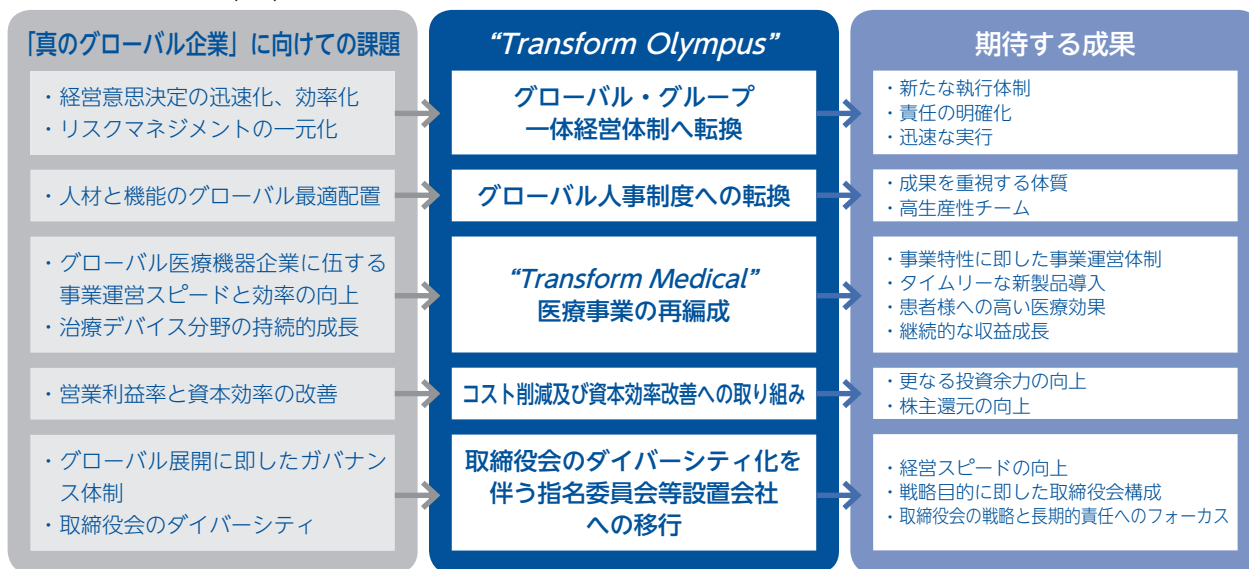 「真のグローバル企業」に向けての課題
・経営意思決定の迅速化、効率化
・リスクマネジメントの一元化
・人材と機能のグローバル最適配置
・グローバル医療機器企業に伍する
事業運営スピードと効率の向上
・治療デバイス分野の持続的成長
・営業利益率と資本効率の改善
・グローバル展開に即したガバナン
ス体制
・取締役会のダイバーシティ
“Transform Olympus”
グローバル・グループ
一体経営体制へ転換
グローバル人事制度への転換
“Transform Medical”
医療事業の再編成
コスト削減及び資本効率改善への取り組み
取締役会のダイバーシティ化を
伴う指名委員会等設置会社
への移行
期待する成果
・新たな執行体制
・責任の明確化
・迅速な実行
・成果を重視する体質
・高生産性チーム
・事業特性に即した事業運営体制
・タイムリーな新製品導入
・患者様への高い医療効果
・継続的な収益成長
・更なる投資余力の向上
・株主還元の向上
・経営スピードの向上
・戦略目的に即した取締役会構成
・取締役会の戦略と長期的責任へのフォーカス